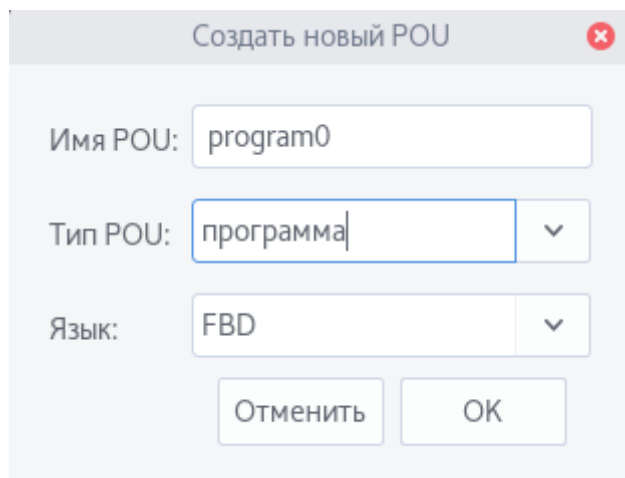 Создать новый POU
Имя POU: program0
Тип POU: программа
Язык: FBD
Отменить OK